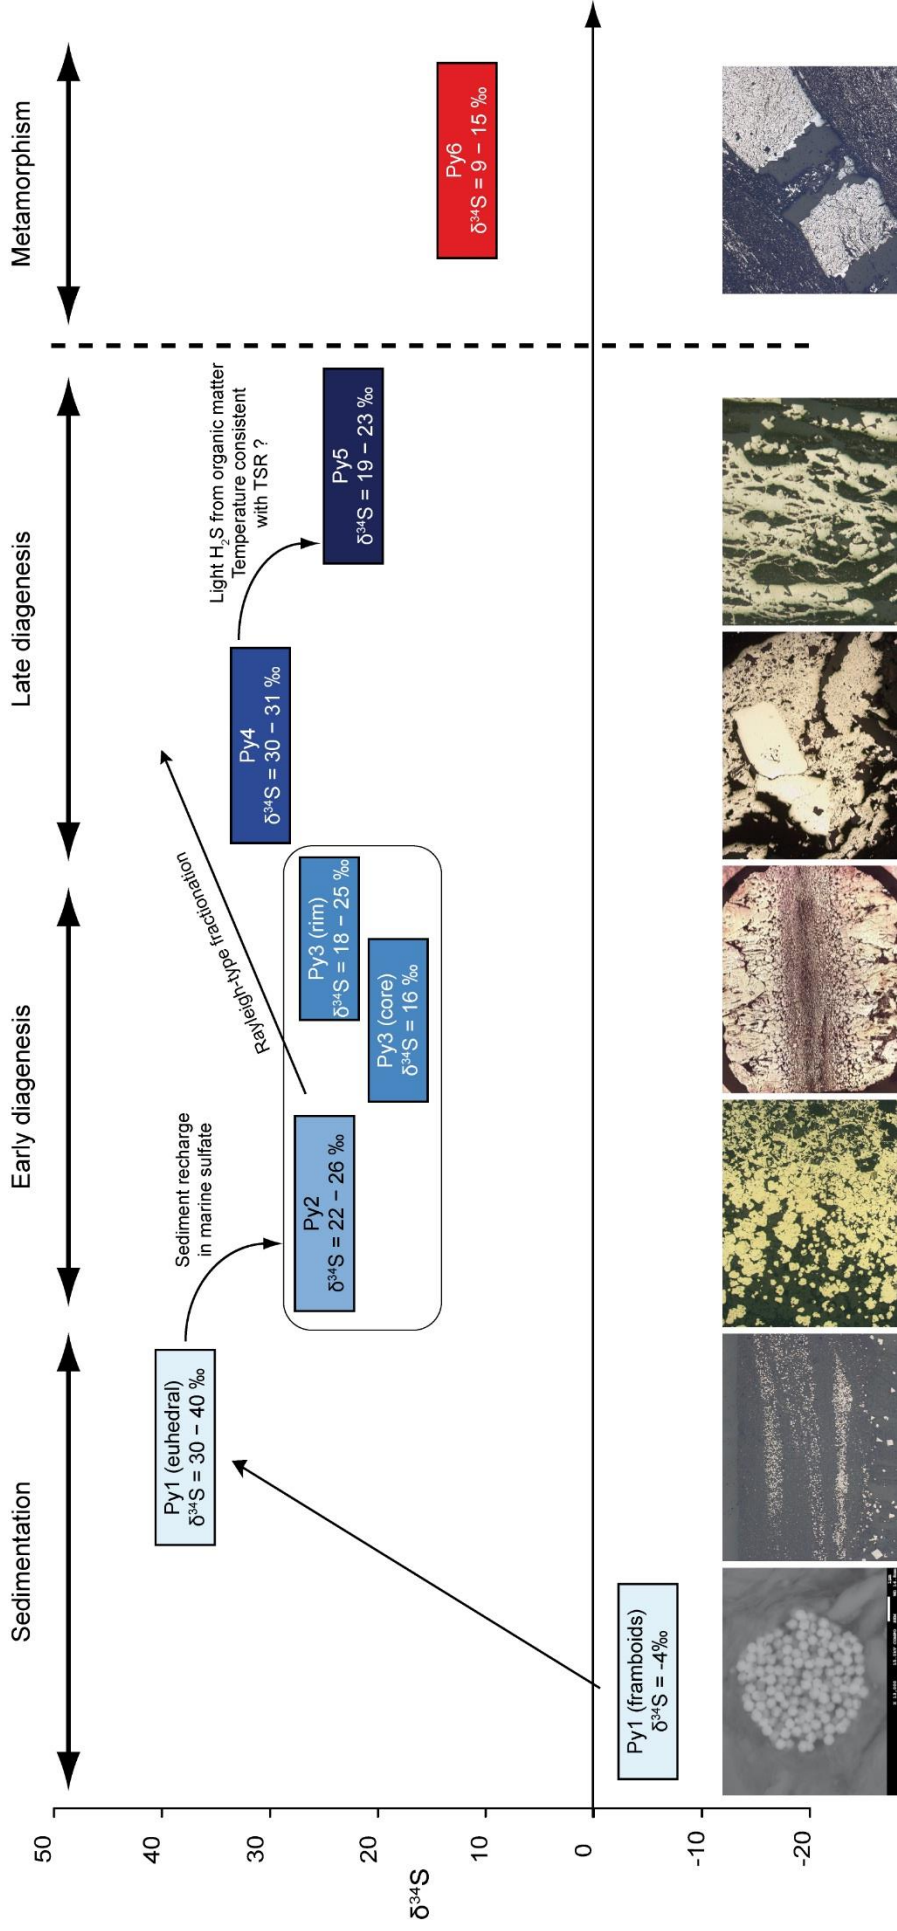 Sedimentation
Early diagenesis
Late diagenesis
Metamorphism
50
40
30
20
10
0
-10
-20
δ³⁴S
Py1 (framboids)
δ³⁴S = -4‰
Py1 (euhedral)
δ³⁴S = 30 – 40 ‰
Sediment recharge
in marine sulfate
Py2
δ³⁴S = 22 – 26 ‰
Rayleigh-type fractionation
Py3 (core)
δ³⁴S = 16 ‰
Py3 (rim)
δ³⁴S = 18 – 25 ‰
Py4
δ³⁴S = 30 – 31 ‰
Light H₂S from organic matter
Temperature consistent
with TSR ?
Py5
δ³⁴S = 19 – 23 ‰
Py6
δ³⁴S = 9 – 15 ‰